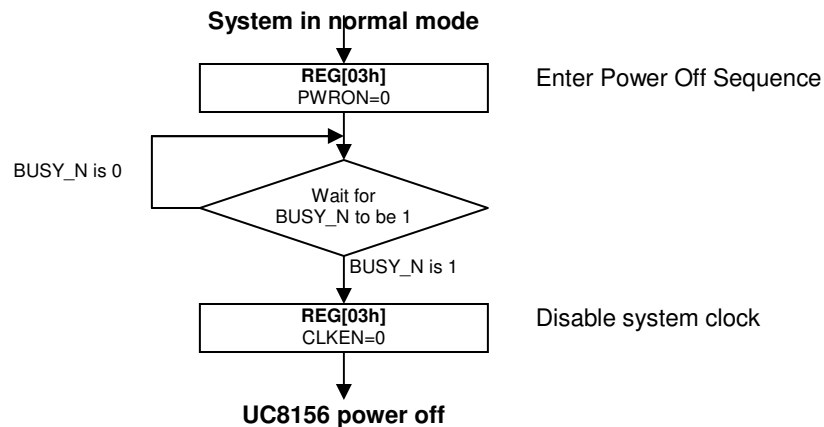 System in normal mode
REG[03h]
PWRON=0
Enter Power Off Sequence
BUSY_N is 0
Wait for
BUSY_N to be 1
BUSY_N is 1
REG[03h]
CLKEN=0
Disable system clock
UC8156 power off